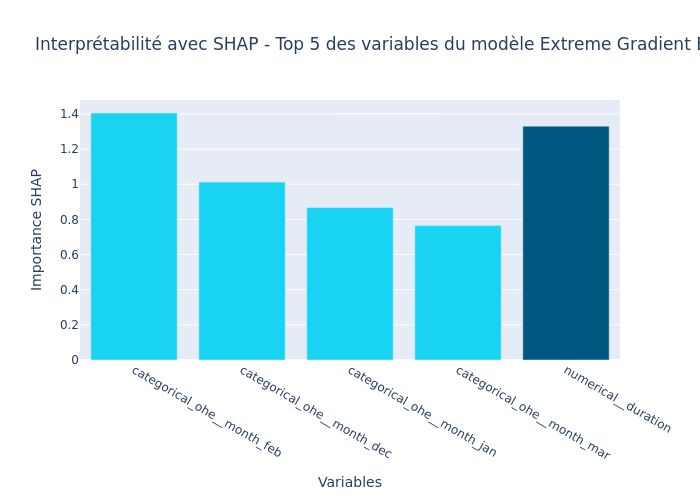 Interprétabilité avec SHAP - Top 5 des variables du modèle Extreme Gradient
Importance SHAP
1.4
1.2
1
0.8
0.6
0.4
0.2
0
categorical_ohe__month_feb
categorical_ohe__month_dec
categorical_ohe__month_jan
categorical_ohe__month_mar
numerical__duration
Variables